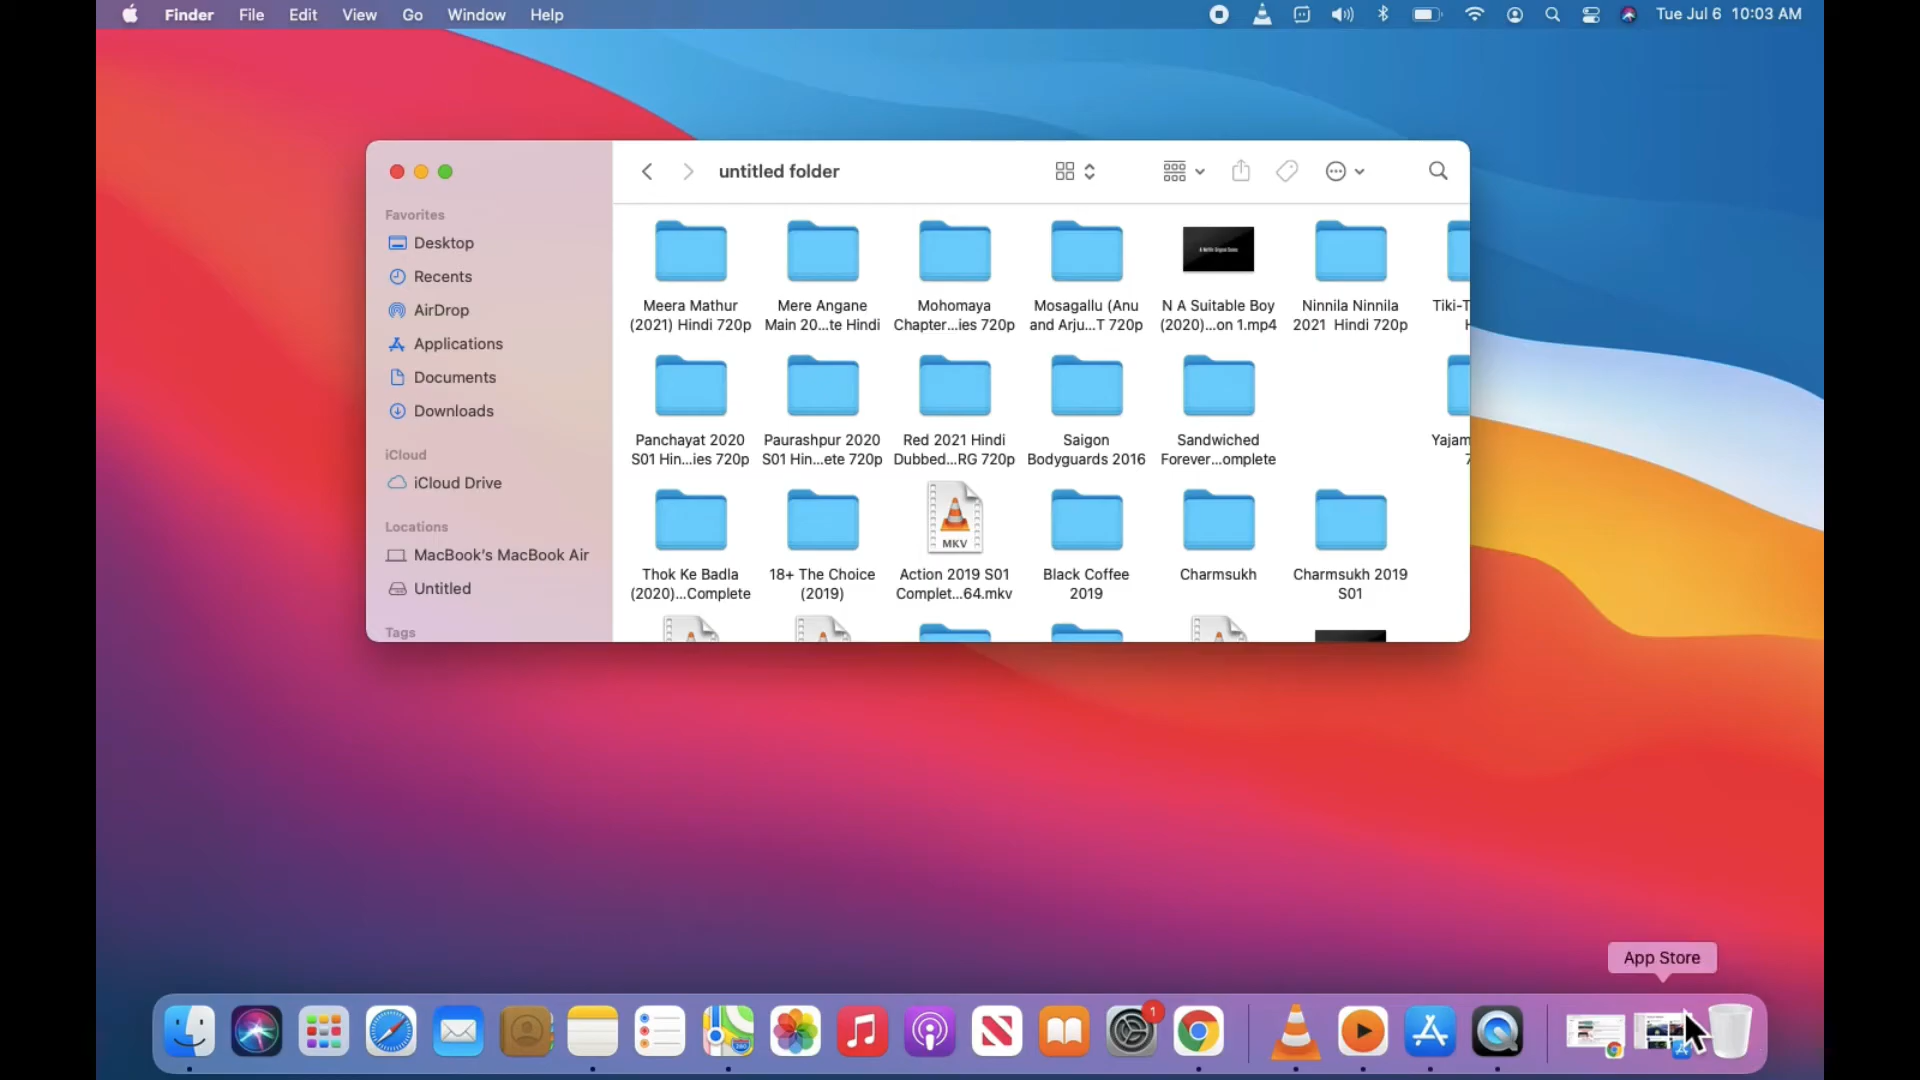 Finder File Edit View Go Window Help Tue Jul 6 10:03 AM
untitled folder
Favorites
Desktop
Recents
AirDrop
Applications
Documents
Downloads
iCloud
iCloud Drive
Locations
MacBook's MacBook Air
Untitled
Tags
Meera Mathur
(2021) Hindi 720p
Mere Angane
Main 20...te Hindi
Mohomaya
Chapter...ies 720p
Mosagallu (Anu
and Arju...T 720p
N A Suitable Boy
(2020)...on 1.mp4
Ninnila Ninnila
2021 Hindi 720p
Tiki-T
Panchayat 2020
S01 Hin...ies 720p
Paurashpur 2020
S01 Hin...ete 720p
Red 2021 Hindi
Dubbed...RG 720p
Saigon
Bodyguards 2016
Sandwiched
Forever...omplete
Yajam
7
Thok Ke Badla
(2020)...Complete
18+ The Choice
(2019)
MKV
Action 2019 S01
Complet...64.mkv
Black Coffee
2019
Charmsukh
Charmsukh 2019
S01
App Store
1